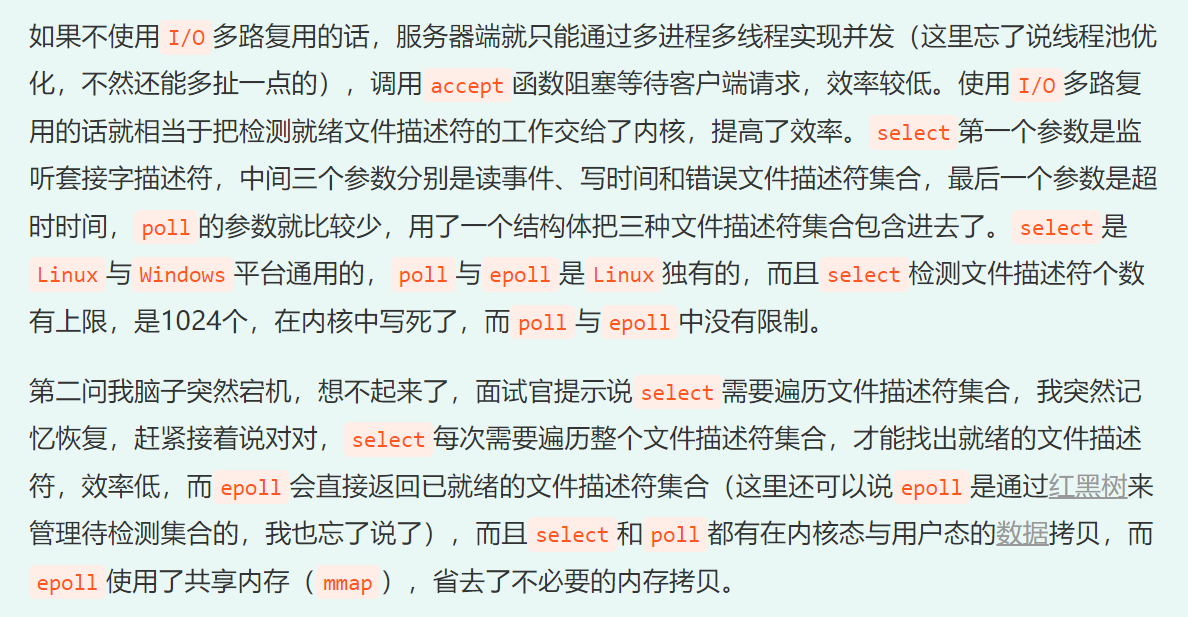 如果不使用 I/O 多路复用的话，服务器端就只能通过多进程多线程实现并发（这里忘了说线程池优
化，不然还能多扯一点的），调用 accept 函数阻塞等待客户端请求，效率较低。使用 I/O 多路复
用的话就相当于把检测就绪文件描述符的工作交给了内核，提高了效率。 select 第一个参数是监
听套接字描述符，中间三个参数分别是读事件、写时间和错误文件描述符集合，最后一个参数是超
时时间， poll 的参数就比较少，用了一个结构体把三种文件描述符集合包含进去了。 select 是
Linux 与 Windows 平台通用的， poll 与 epoll 是 Linux 独有的，而且 select 检测文件描述符个数
有上限，是1024个，在内核中写死了，而 poll 与 epoll 中没有限制。
第二问我脑子突然宕机，想不起来了，面试官提示说 select 需要遍历文件描述符集合，我突然记
忆恢复，赶紧接着说对对， select 每次需要遍历整个文件描述符集合，才能找出就绪的文件描述
符，效率低，而 epoll 会直接返回已就绪的文件描述符集合（这里还可以说 epoll 是通过红黑树来
管理待检测集合的，我也忘了说了），而且 select 和 poll 都有在内核态与用户态的数据拷贝，而
epoll 使用了共享内存（ mmap ），省去了不必要的内存拷贝。